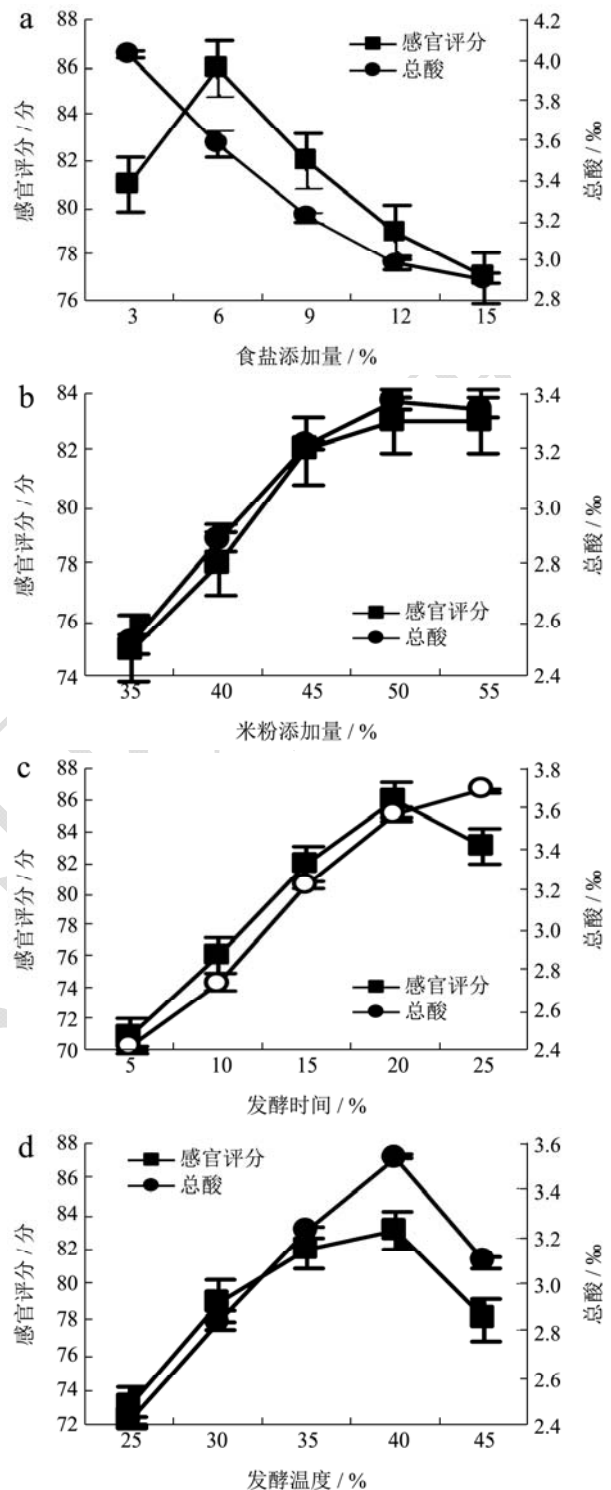 a
88
86
84
82
80
78
77
76
感官评分 / 分
4.2
4.0
3.8
3.6
3.4
3.2
3.0
2.8
总酸 / ‰
感官评分
总酸
3 6 9 12 15
食盐添加量 / %
b
84
82
80
78
76
74
感官评分 / 分
3.4
3.2
3.0
2.8
2.6
2.4
总酸 / ‰
感官评分
总酸
35 40 45 50 55
米粉添加量 / %
c
88
86
84
82
80
78
76
74
72
70
感官评分 / 分
3.8
3.6
3.4
3.2
3.0
2.8
2.6
2.4
总酸 / ‰
感官评分
总酸
5 10 15 20 25
发酵时间 / %
d
88
86
84
82
80
78
76
74
72
感官评分 / 分
3.6
3.4
3.2
3.0
2.8
2.6
2.4
总酸 / ‰
感官评分
总酸
25 30 35 40 45
发酵温度 / %